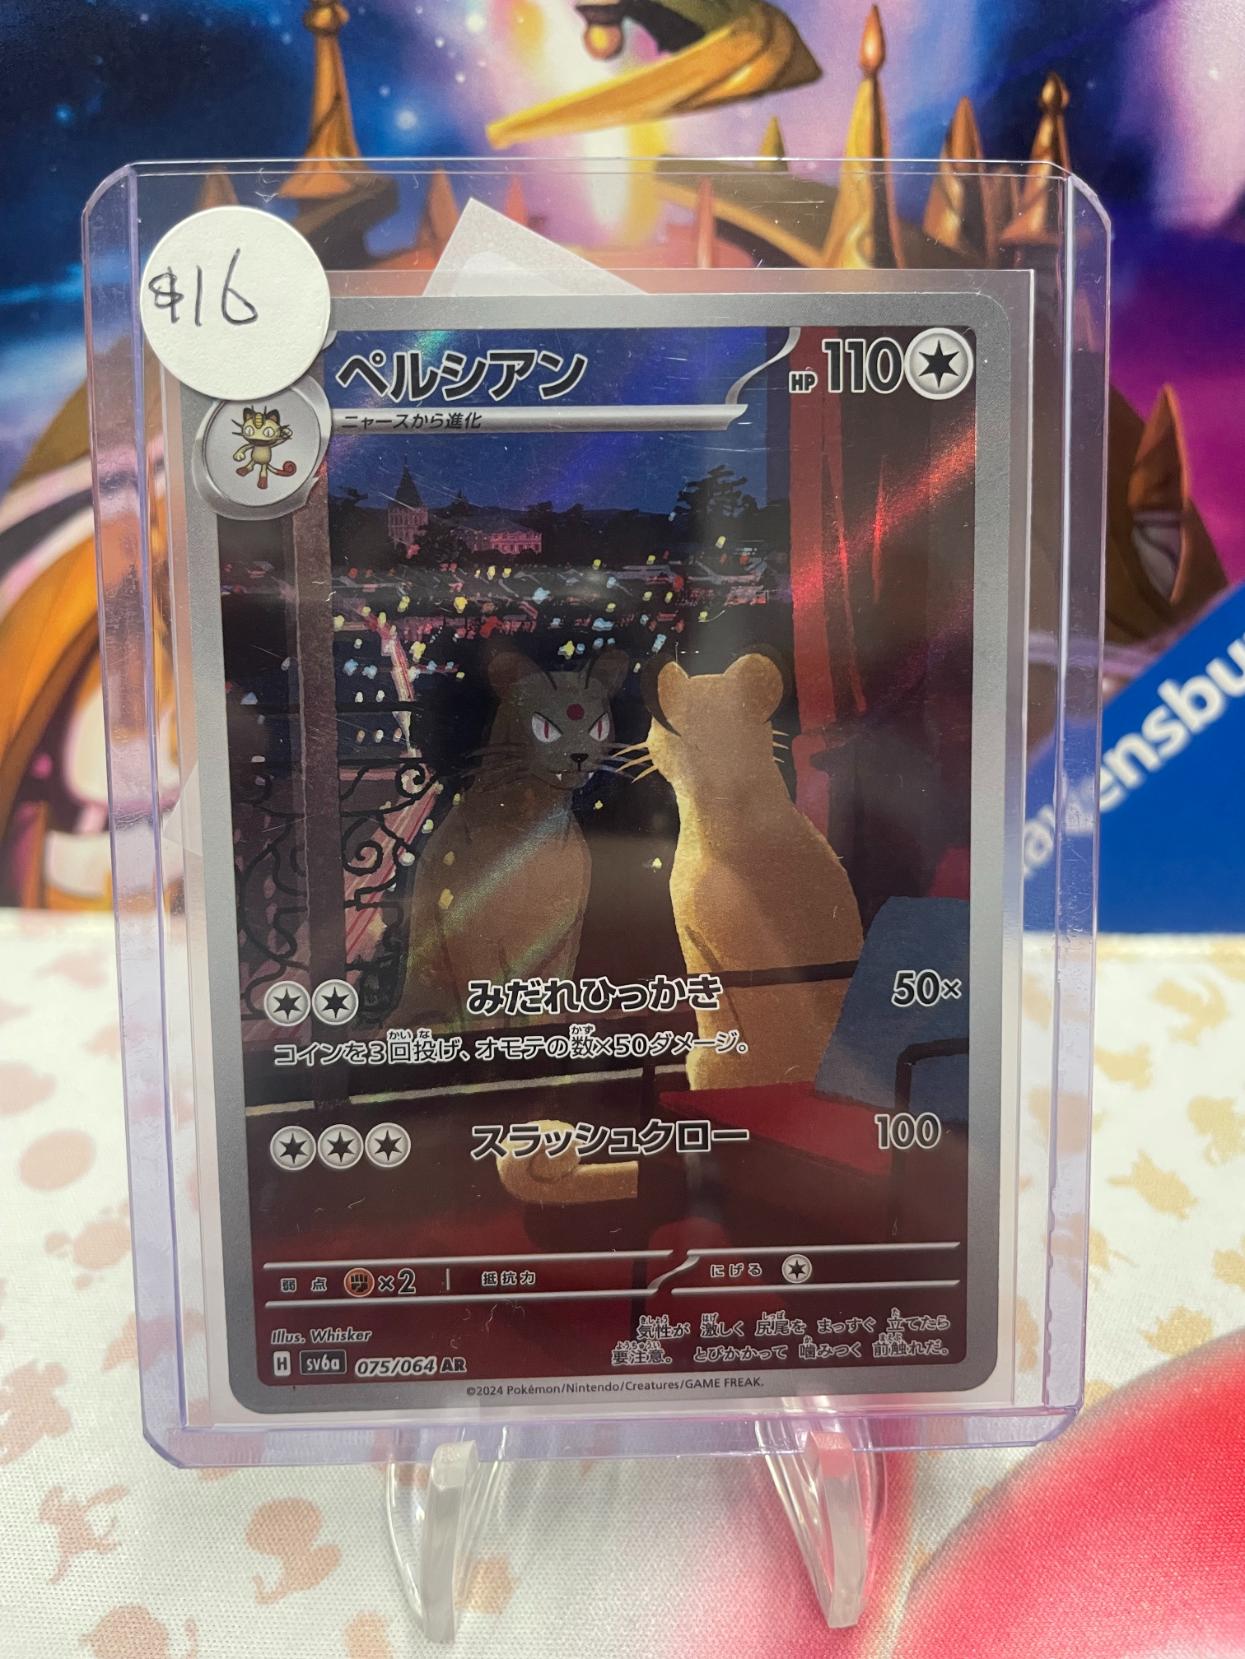 $16
ペルシアン
HP 110
ニャースから進化
みだれひっかき 50×
コインを3回投げ、オモテの数×50ダメージ。
スラッシュクロー 100
弱点 ×2 抵抗力 にげる
Illus. Whisker
気性が 激しく 尻尾を まっすぐ 立てたら
要注意。 とびかかって 噛みつく 前触れだ。
H SV6a 075/064 AR
©2024 Pokémon/Nintendo/Creatures/GAME FREAK.